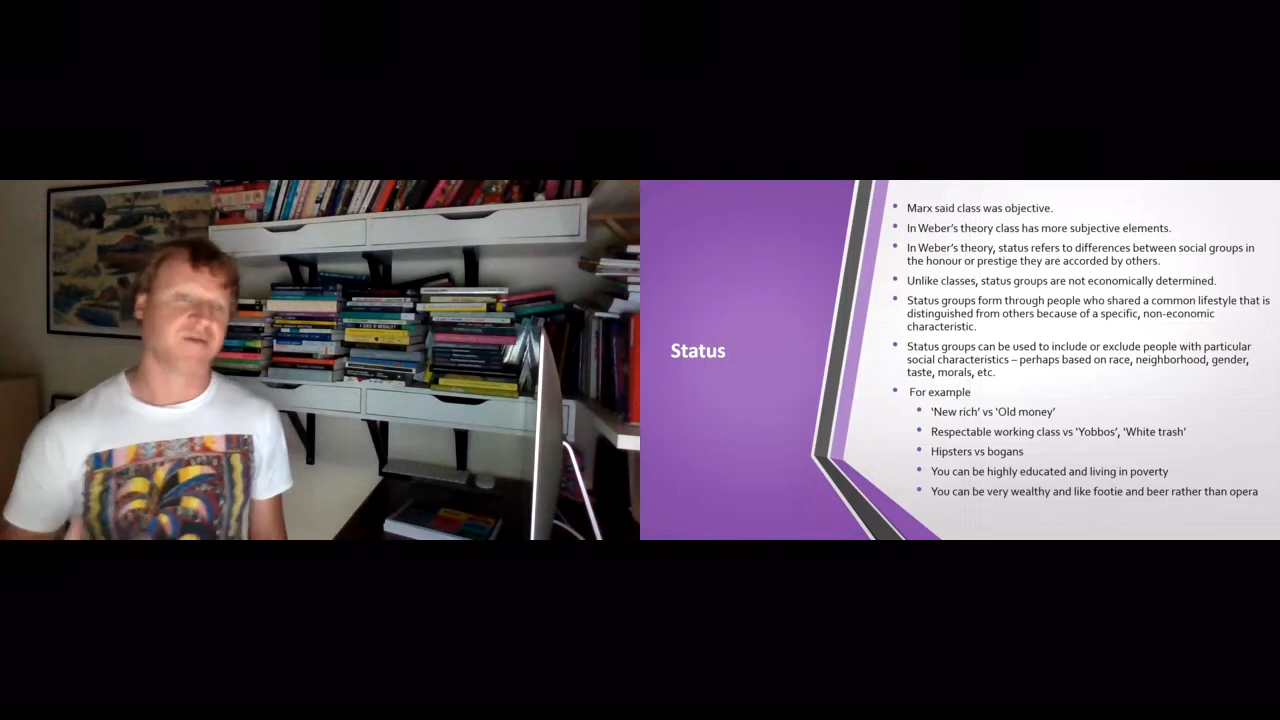 Status
• Marx said class was objective.
• In Weber's theory class has more subjective elements.
• In Weber's theory, status refers to differences between social groups in
the honour or prestige they are accorded by others.
• Unlike classes, status groups are not economically determined.
• Status groups form through people who shared a common lifestyle that is
distinguished from others because of a specific, non-economic
characteristic.
• Status groups can be used to include or exclude people with particular
social characteristics – perhaps based on race, neighborhood, gender,
taste, morals, etc.
• For example
• 'New rich' vs 'Old money'
• Respectable working class vs 'Yobbos', 'White trash'
• Hipsters vs bogans
• You can be highly educated and living in poverty
• You can be very wealthy and like footie and beer rather than opera